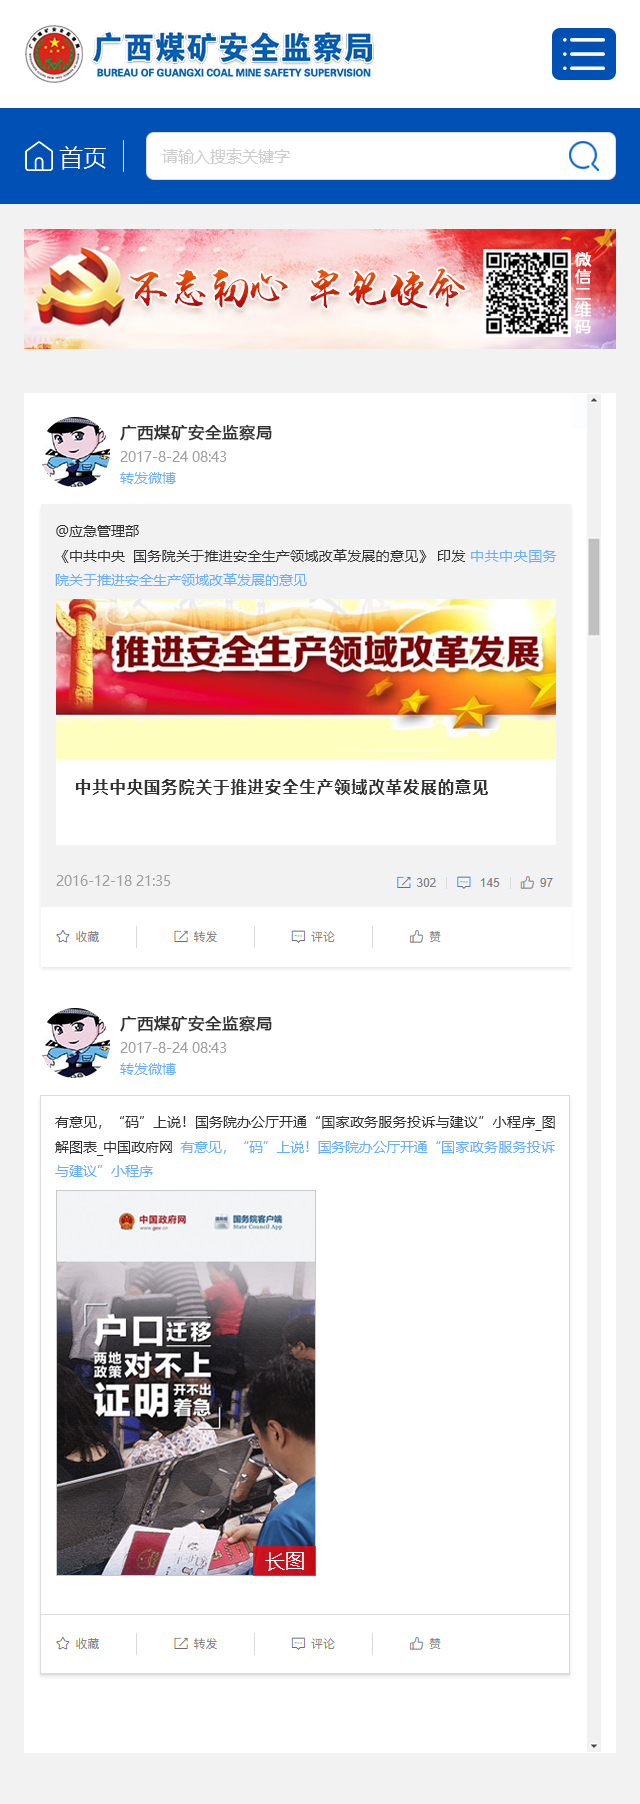 广西煤矿安全监察局
BUREAU OF GUANGXI COAL MINE SAFETY SUPERVISION
首页
请输入搜索关键字
不忘初心 牢记使命
微信二维码
广西煤矿安全监察局
2017-8-24 08:43
转发微博
@应急管理部
《中共中央 国务院关于推进安全生产领域改革发展的意见》 印发 中共中央国务
院关于推进安全生产领域改革发展的意见
推进安全生产领域改革发展
中共中央国务院关于推进安全生产领域改革发展的意见
2016-12-18 21:35 302 145 97
收藏 转发 评论 赞
广西煤矿安全监察局
2017-8-24 08:43
转发微博
有意见，“码”上说！国务院办公厅开通“国家政务服务投诉与建议”小程序_图
解图表_中国政府网 有意见，“码”上说！国务院办公厅开通“国家政务服务投诉
与建议”小程序
中国政府网 国务院客户端
www.gov.cn State Council App
户口迁移
两地政策对不上
证明开不出着急
长图
收藏 转发 评论 赞